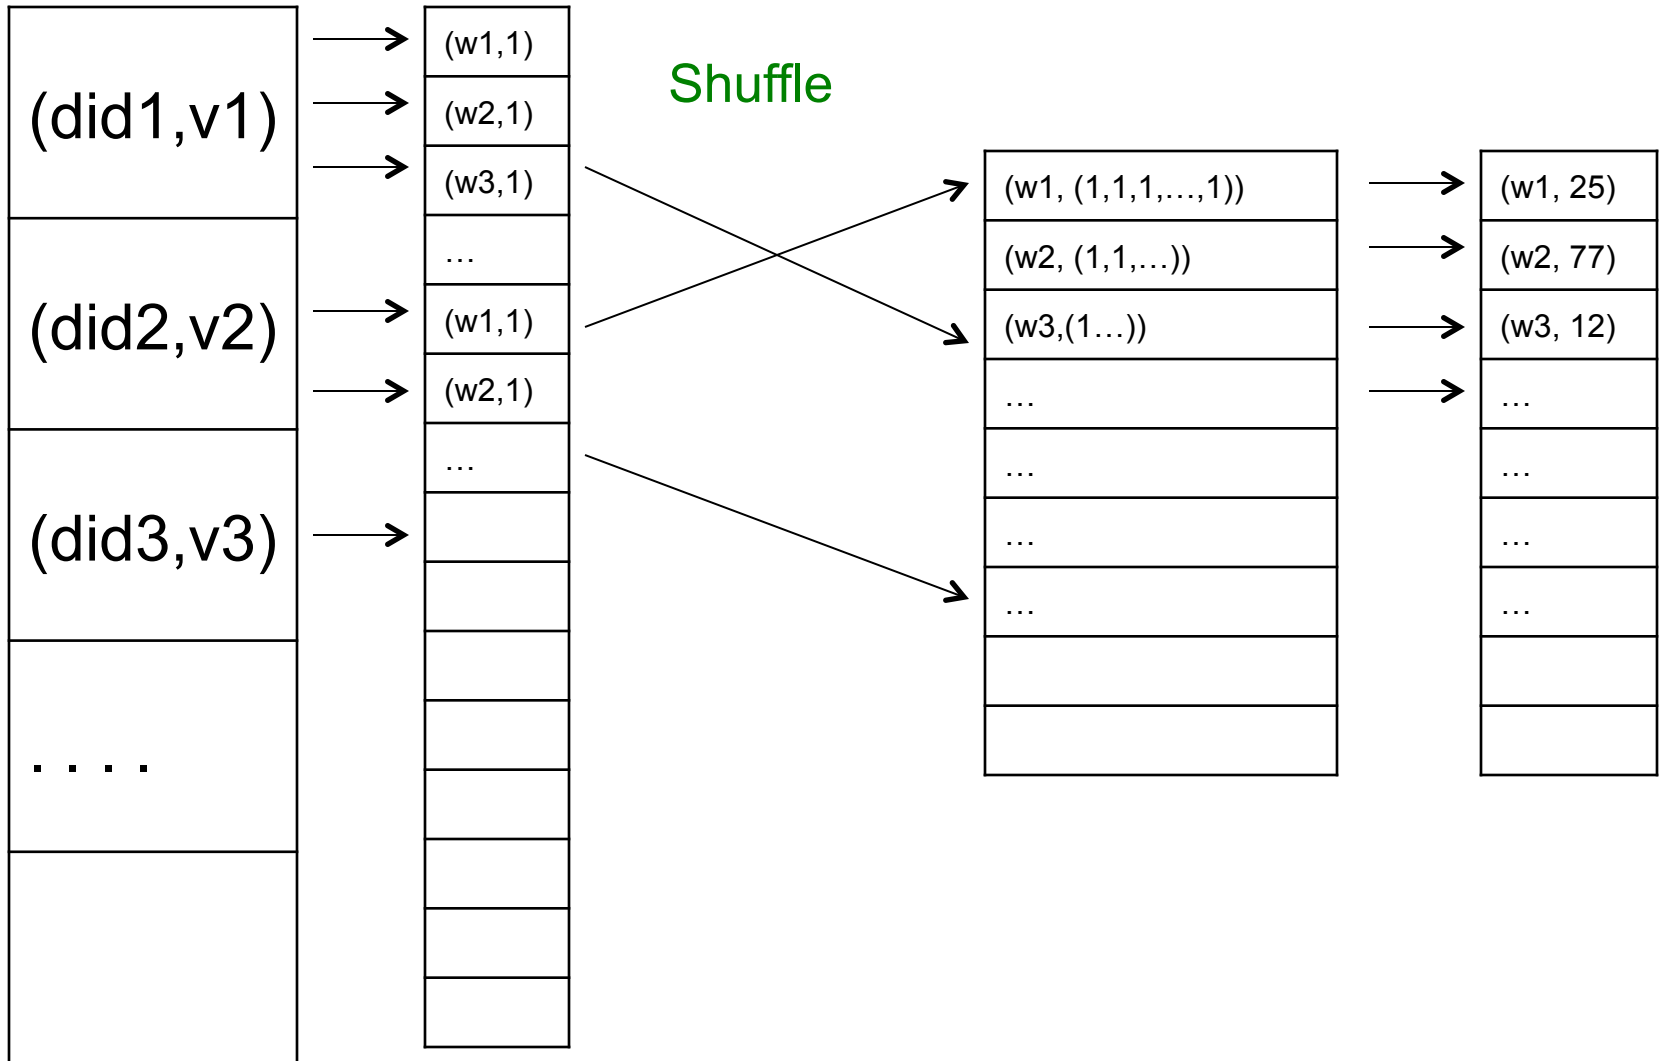 (did1,v1)
(did2,v2)
(did3,v3)
. . . .
(w1,1)
(w2,1)
(w3,1)
…
(w1,1)
(w2,1)
…
Shuffle
(w1, (1,1,1,…,1))
(w2, (1,1,…))
(w3,(1…))
…
…
…
…
(w1, 25)
(w2, 77)
(w3, 12)
…
…
…
…